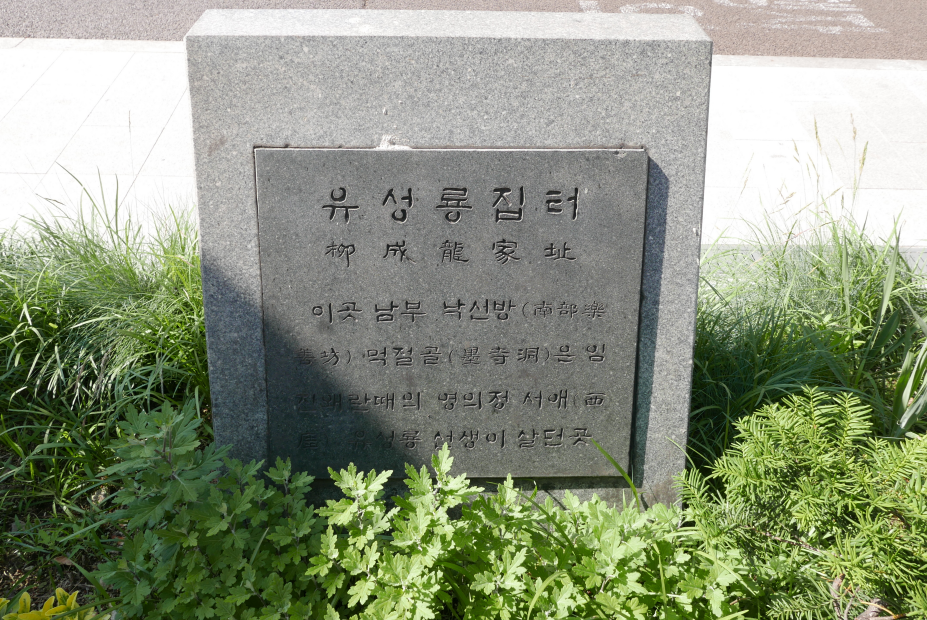 유성룡집터
柳成龍家址
이곳 남부 낙선방(南部樂
善坊) 먹절골(墨寺洞)은 임
진왜란때의 영의정 서애(西
厓) 유성룡 선생이 살던곳